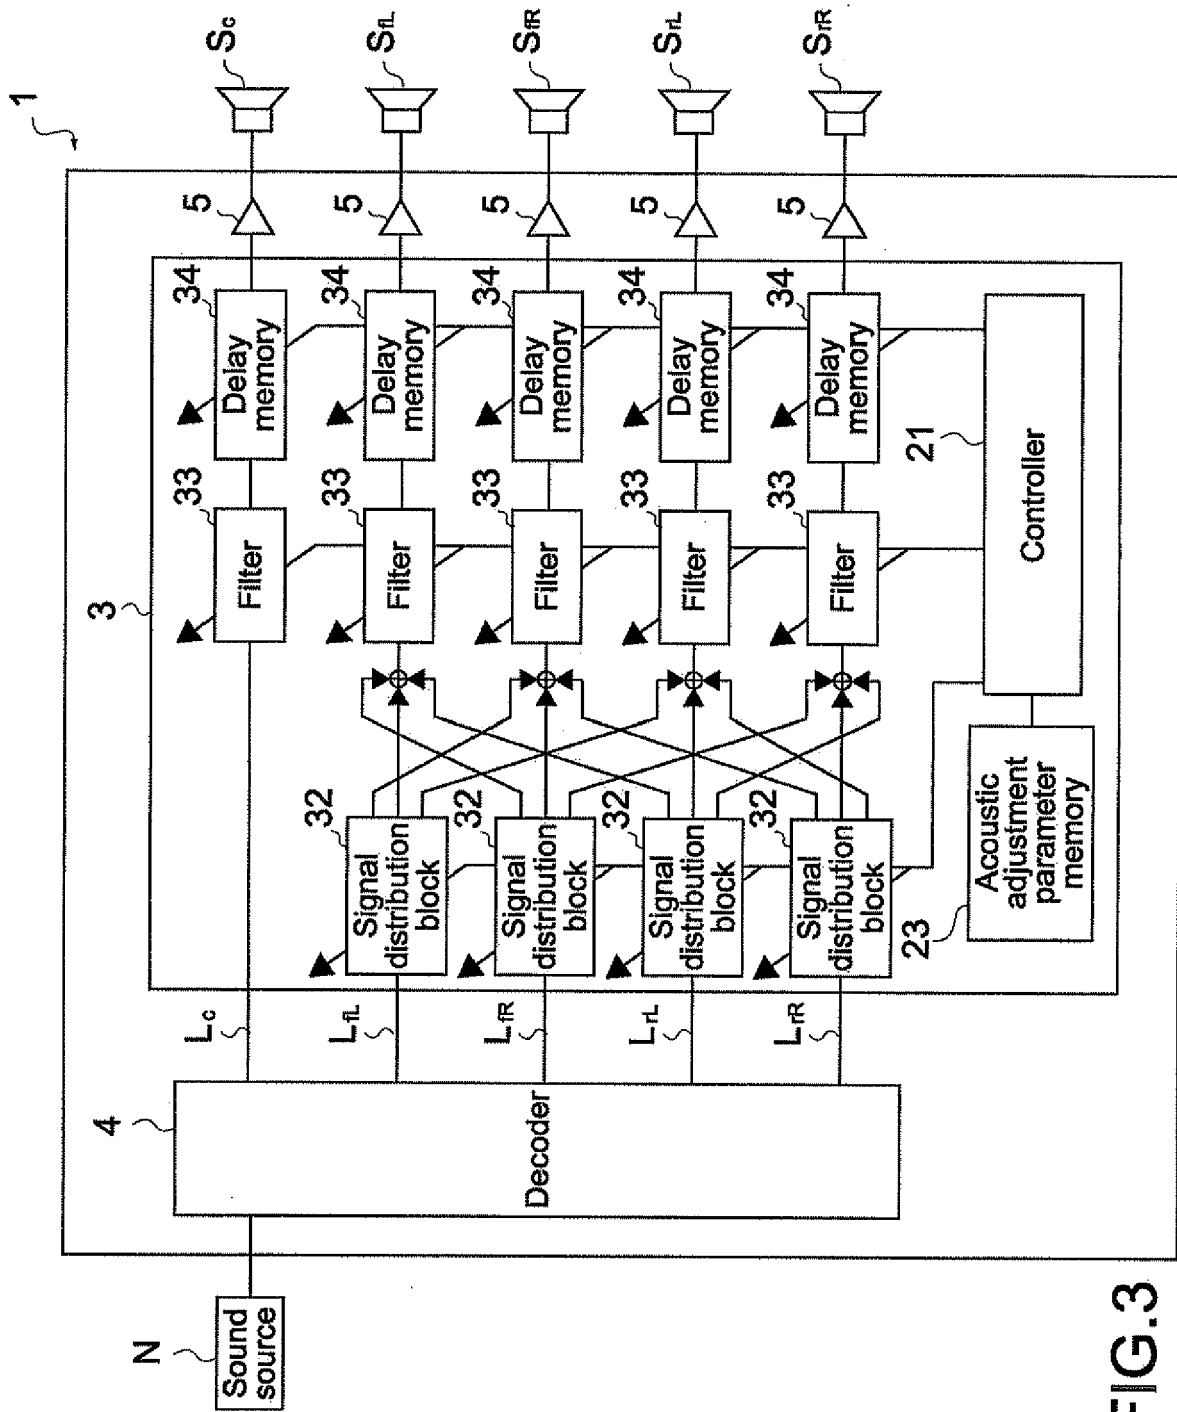 1
N
Sound
source
4
Decoder
Lc
LfL
LfR
LrL
LrR
3
32
Signal
distribution
block
32
Signal
distribution
block
32
Signal
distribution
block
32
Signal
distribution
block
33
Filter
33
Filter
33
Filter
33
Filter
33
Filter
34
Delay
memory
34
Delay
memory
34
Delay
memory
34
Delay
memory
34
Delay
memory
5
5
5
5
5
Sc
SfL
SfR
SrL
SrR
23
Acoustic
adjustment
parameter
memory
21
Controller
FIG.3